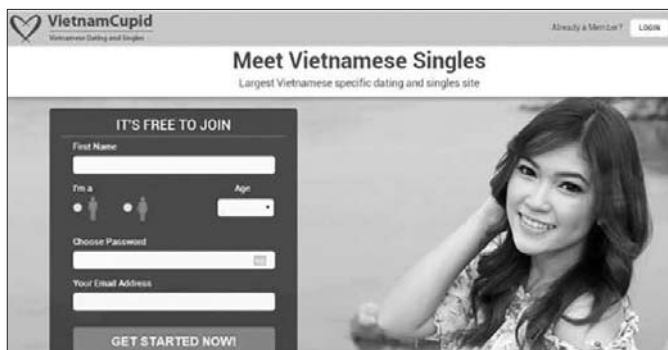 VietnamCupid
Vietnamese Dating and Singles
Already a Member?
LOGIN
Meet Vietnamese Singles
Largest Vietnamese specific dating and singles site
IT'S FREE TO JOIN
First Name
I'm a
Age
Choose Password
Your Email Address
GET STARTED NOW!